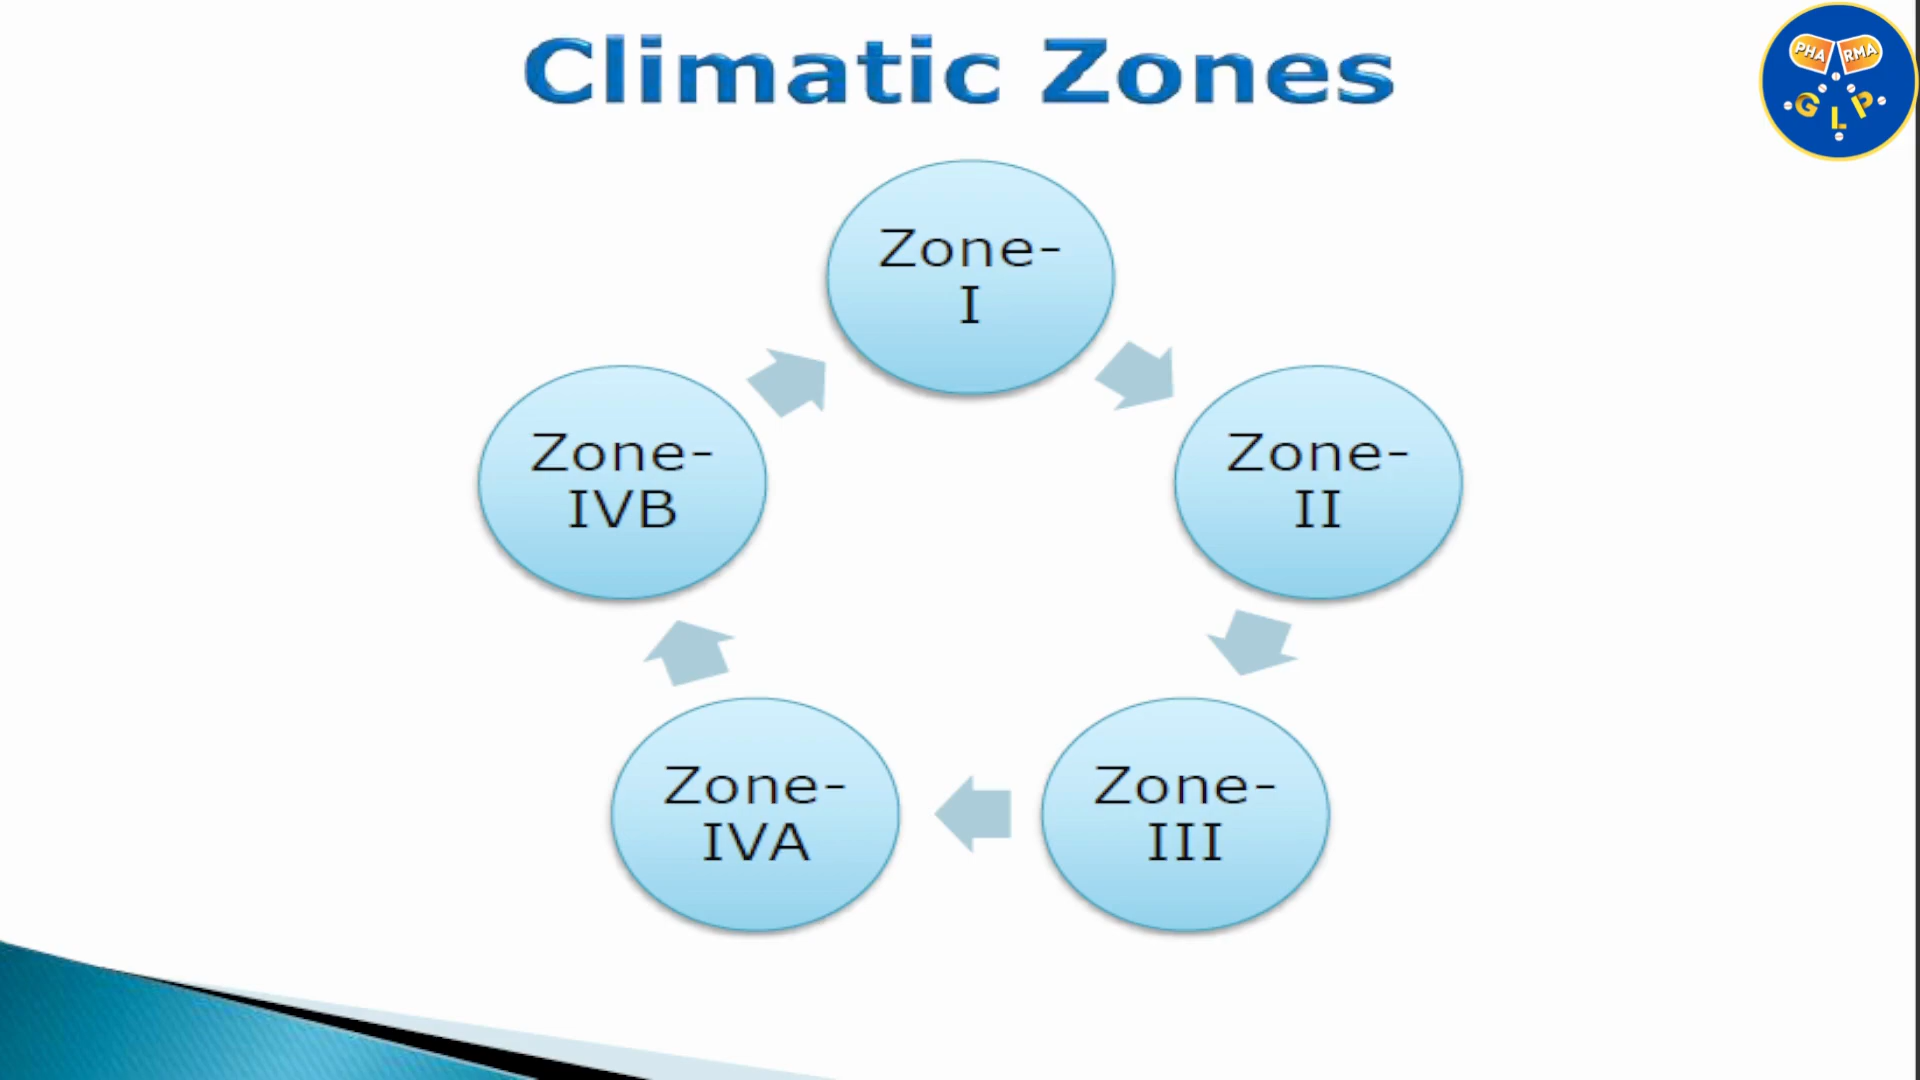 Climatic Zones
PHA RMA
G L P
Zone-
I
Zone-
II
Zone-
III
Zone-
IVA
Zone-
IVB